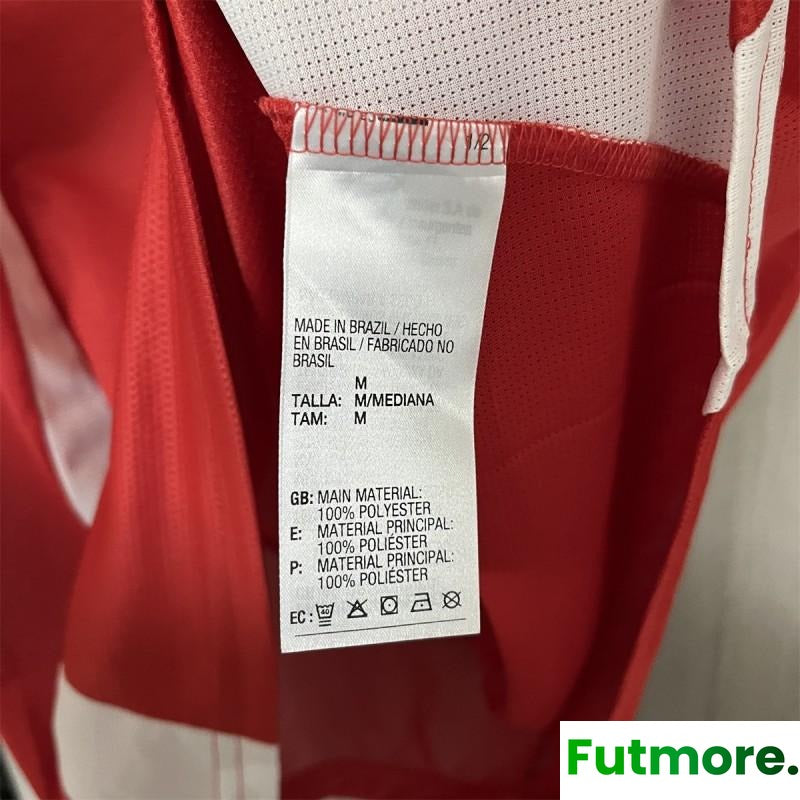 1/2
MADE IN BRAZIL / HECHO
EN BRASIL / FABRICADO NO
BRASIL
M
TALLA: M/MEDIANA
TAM: M
GB: MAIN MATERIAL:
100% POLYESTER
E: MATERIAL PRINCIPAL:
100% POLIÉSTER
P: MATERIAL PRINCIPAL:
100% POLIÉSTER
EC: 40
Futmore.